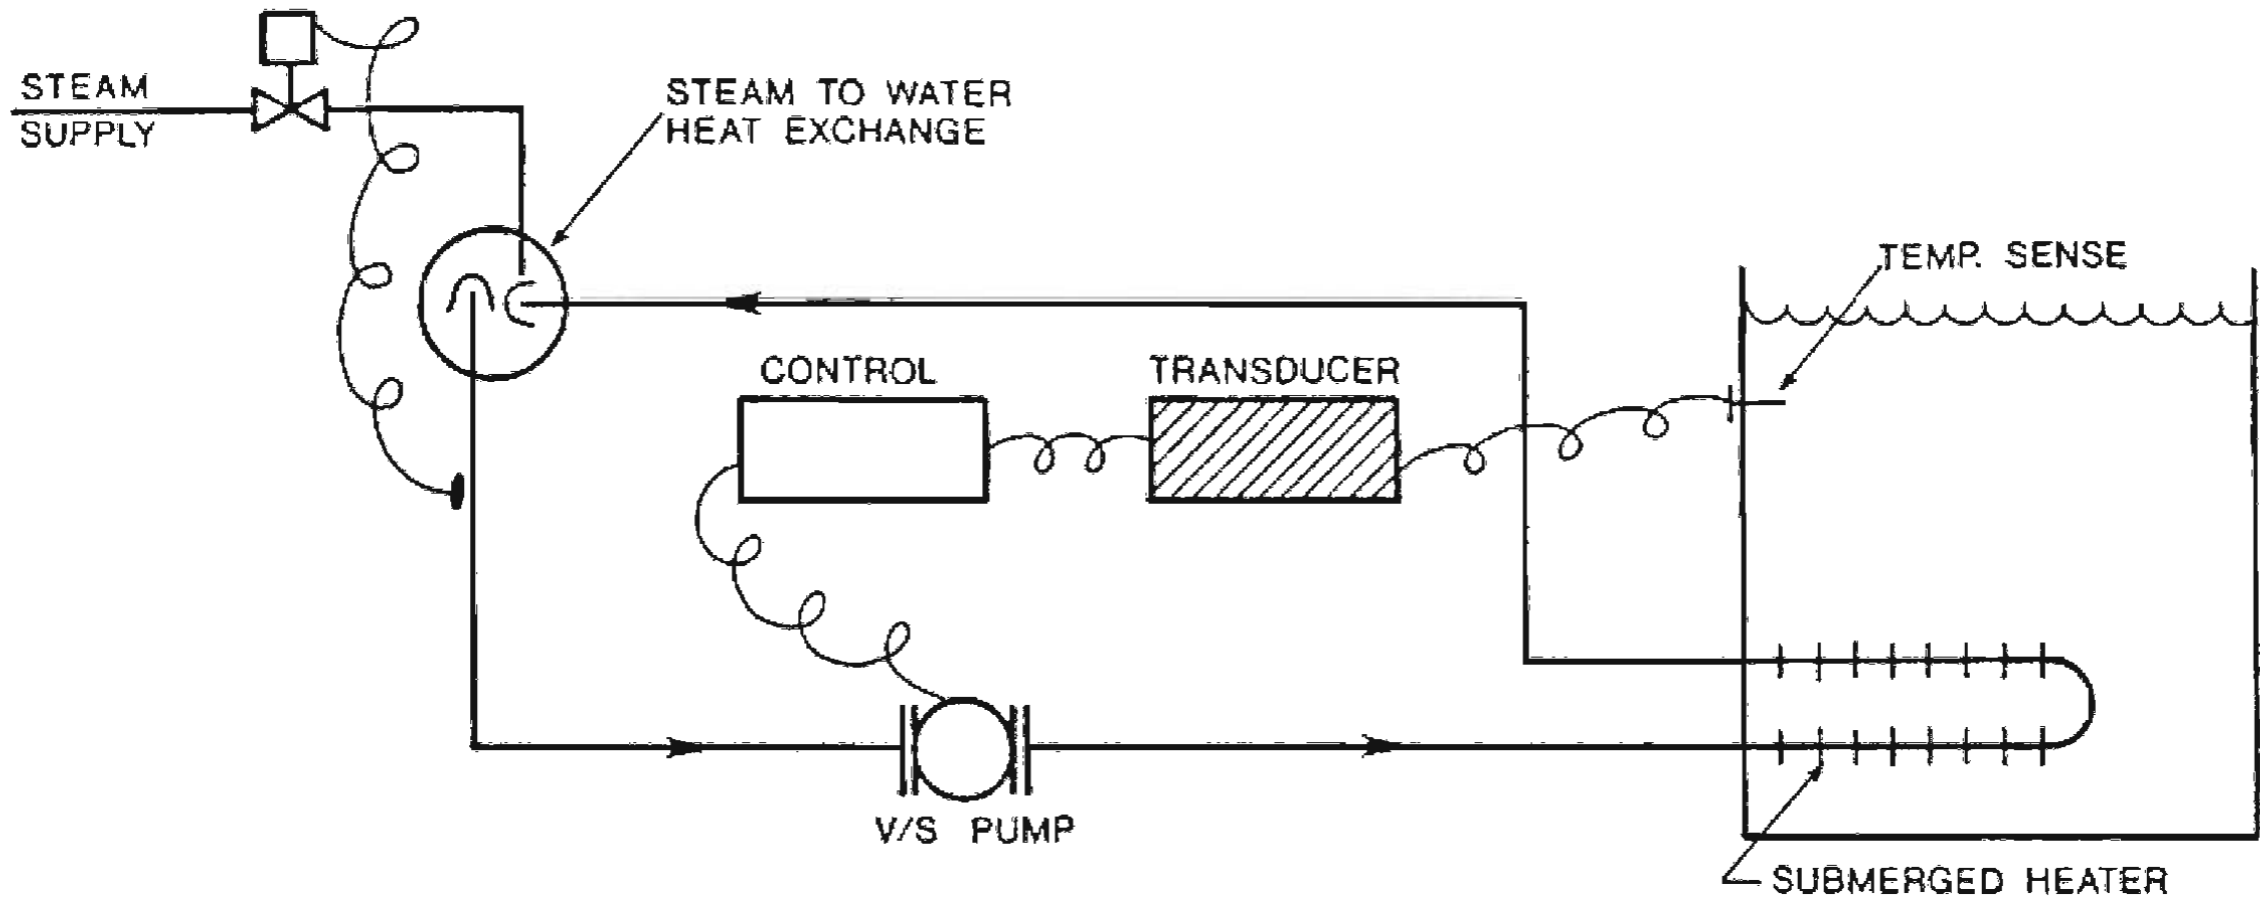 STEAM
SUPPLY
STEAM TO WATER
HEAT EXCHANGE
TEMP. SENSE
CONTROL
TRANSDUCER
V/S PUMP
SUBMERGED HEATER